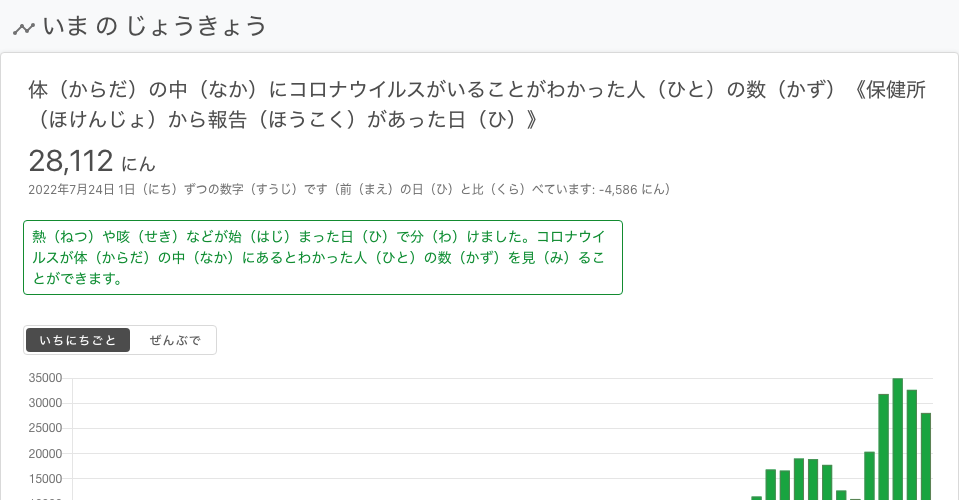 いま の じょうきょう
体（からだ）の中（なか）にコロナウイルスがいることがわかった人（ひと）の数（かず）《保健所
（ほけんじょ）から報告（ほうこく）があった日（ひ）》
28,112 にん
2022年7月24日 1日（にち）ずつの数字（すうじ）です（前（まえ）の日（ひ）と比（くら）べています: -4,586 にん）
熱（ねつ）や咳（せき）などが始（はじ）まった日（ひ）で分（わ）けました。コロナウイ
ルスが体（からだ）の中（なか）にあるとわかった人（ひと）の数（かず）を見（み）るこ
とができます。
いちにちごと ぜんぶで
35000
30000
25000
20000
15000